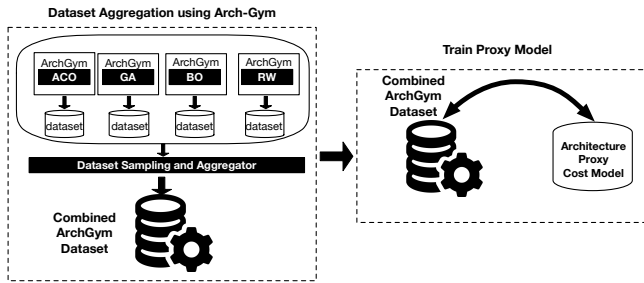 Dataset Aggregation using Arch-Gym
ArchGym ArchGym ArchGym ArchGym
ACO GA BO RW
dataset dataset dataset dataset
Dataset Sampling and Aggregator
Combined
ArchGym
Dataset
Train Proxy Model
Combined
ArchGym
Dataset
Architecture
Proxy
Cost Model